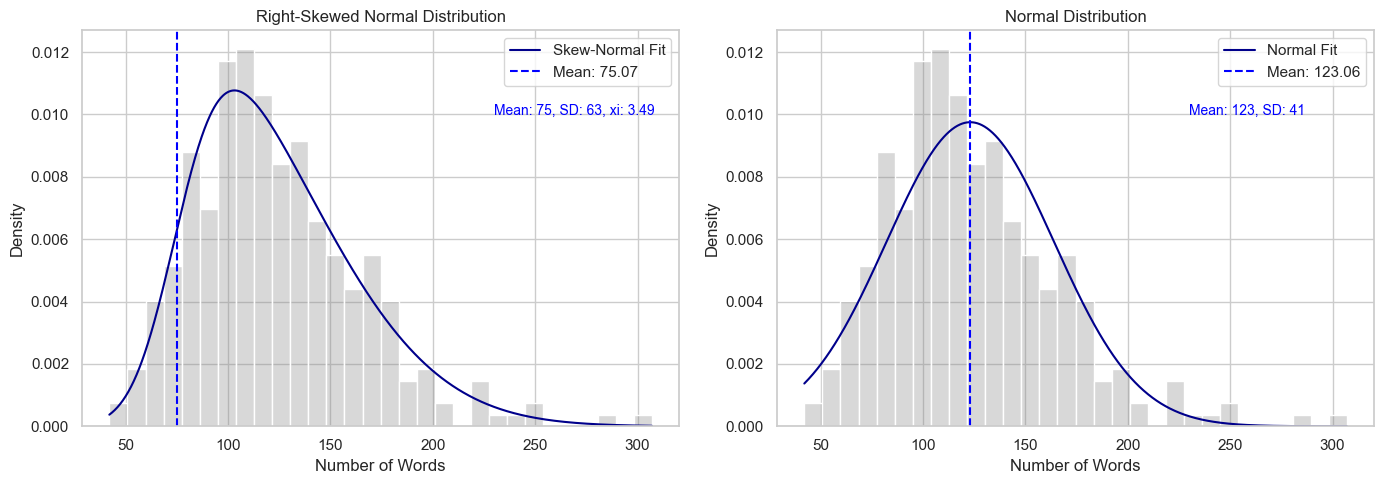 Right-Skewed Normal Distribution
0.012
0.010
0.008
0.006
0.004
0.002
0.000
Density
Skew-Normal Fit
Mean: 75.07
Mean: 75, SD: 63, xi: 3.49
50 100 150 200 250 300
Number of Words
Normal Distribution
0.012
0.010
0.008
0.006
0.004
0.002
0.000
Density
Normal Fit
Mean: 123.06
Mean: 123, SD: 41
50 100 150 200 250 300
Number of Words